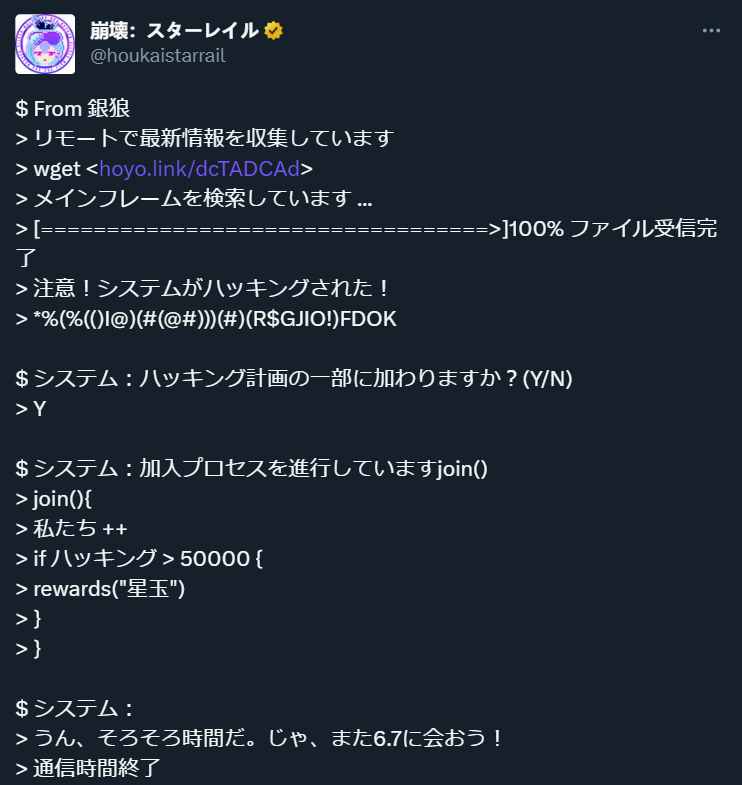 崩壊：スターレイル
@houkaistarrail
$ From 銀狼
> リモートで最新情報を収集しています
> wget <hoyo.link/dcTADCAd>
> メインフレームを検索しています ...
> [==================================>]100% ファイル受信完
了
> 注意！システムがハッキングされた！
> *%(%(()I@)(#(@#)))(#)(R$GJIO!)FDOK
$ システム：ハッキング計画の一部に加わりますか？(Y/N)
> Y
$ システム：加入プロセスを進行していますjoin()
> join(){
> 私たち ++
> if ハッキング > 50000 {
> rewards("星玉")
> }
> }
$ システム：
> うん、そろそろ時間だ。じゃ、また6.7に会おう！
> 通信時間終了